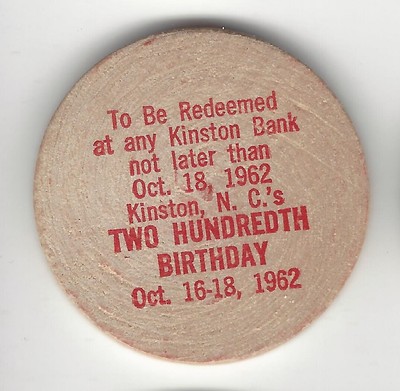 To Be Redeemed
at any Kinston Bank
not later than
Oct. 18, 1962
Kinston, N. C.'s
TWO HUNDREDTH
BIRTHDAY
Oct. 16-18, 1962